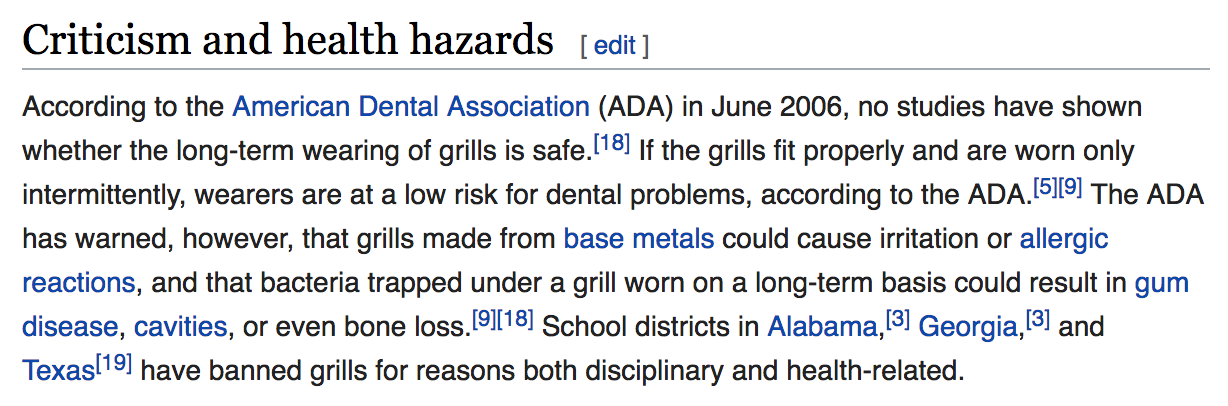 Criticism and health hazards [ edit ]
According to the American Dental Association (ADA) in June 2006, no studies have shown
whether the long-term wearing of grills is safe.[18] If the grills fit properly and are worn only
intermittently, wearers are at a low risk for dental problems, according to the ADA.[5][9] The ADA
has warned, however, that grills made from base metals could cause irritation or allergic
reactions, and that bacteria trapped under a grill worn on a long-term basis could result in gum
disease, cavities, or even bone loss.[9][18] School districts in Alabama,[3] Georgia,[3] and
Texas[19] have banned grills for reasons both disciplinary and health-related.